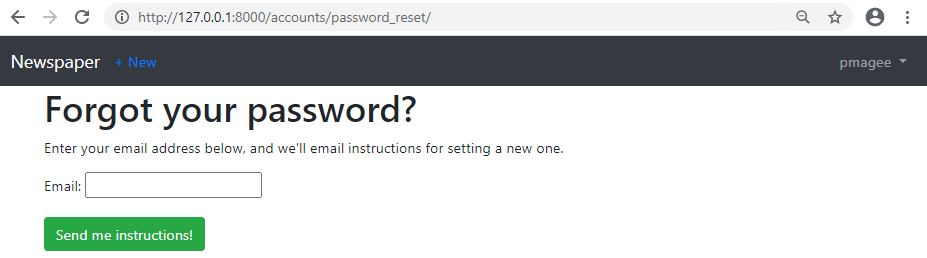 http://127.0.0.1:8000/accounts/password_reset/
Newspaper + New pmagee
Forgot your password?
Enter your email address below, and we'll email instructions for setting a new one.
Email:
Send me instructions!